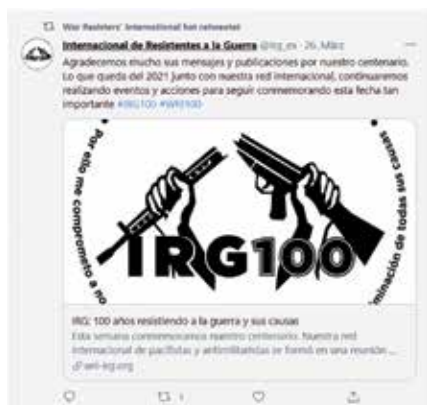 War Resisters' International hat retweetet
Internacional de Resistentes a la Guerra @irg_es · 26. März
Agradecemos mucho sus mensajes y publicaciones por nuestro centenario.
Lo que queda del 2021 junto con nuestra red internacional, continuaremos
realizando eventos y acciones para seguir conmemorando esta fecha tan
importante #IRG100 #WRI100
Por ello me comprometo a no
minación de todas sus causas
IRG100
IRG: 100 años resistiendo a la guerra y sus causas
Esta semana conmemoramos nuestro centenario. Nuestra red
internacional de pacifistas y antimilitaristas se formó en una reunión ...
wri-irg.org